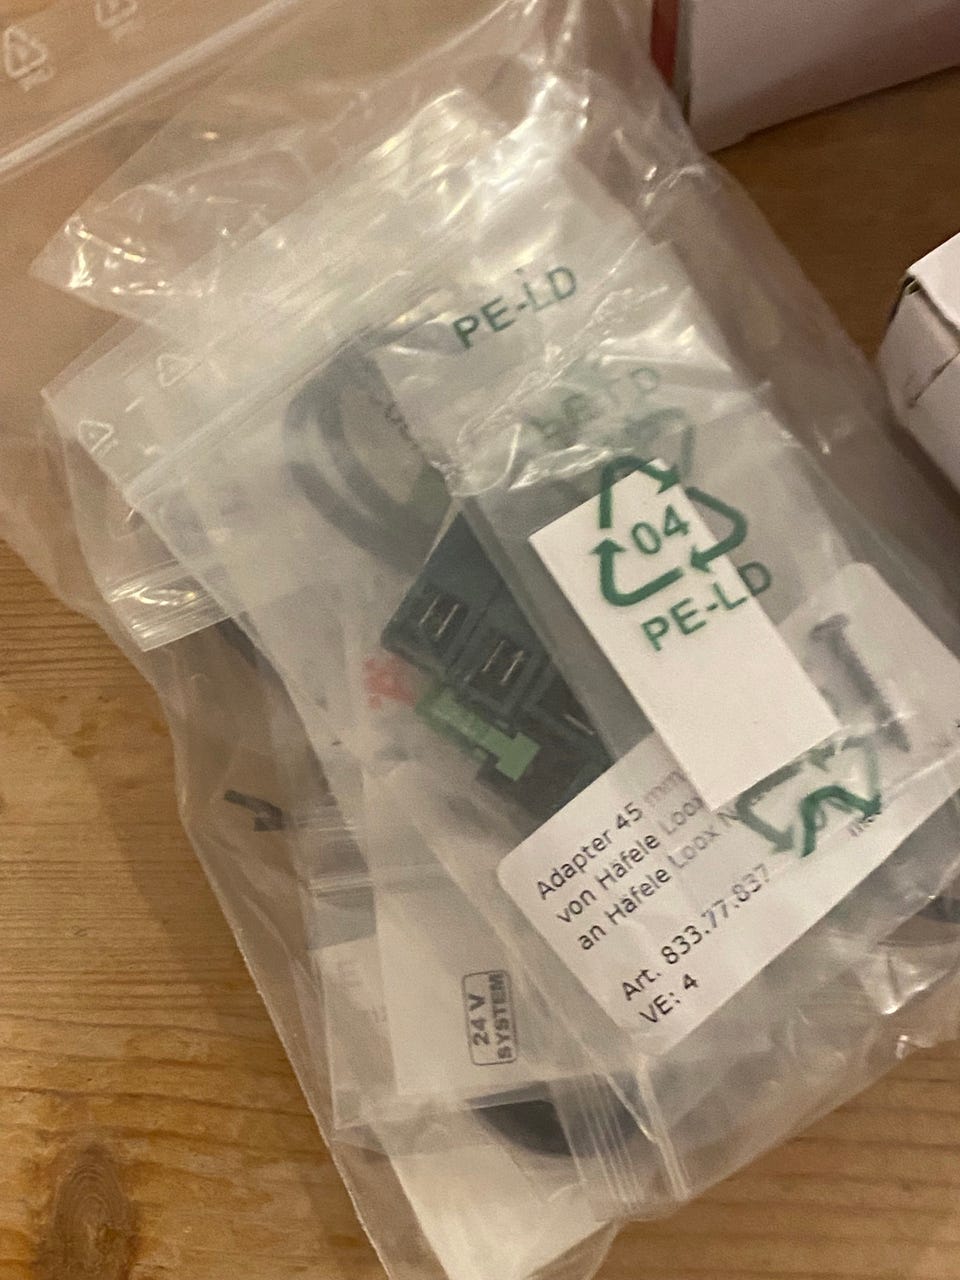 PE-LD
04
PE-LD
Adapter 45 mm
von Häfele Loox
an Häfele Loox
Art. 833.77.837
VE: 4
24 V
SYSTEM